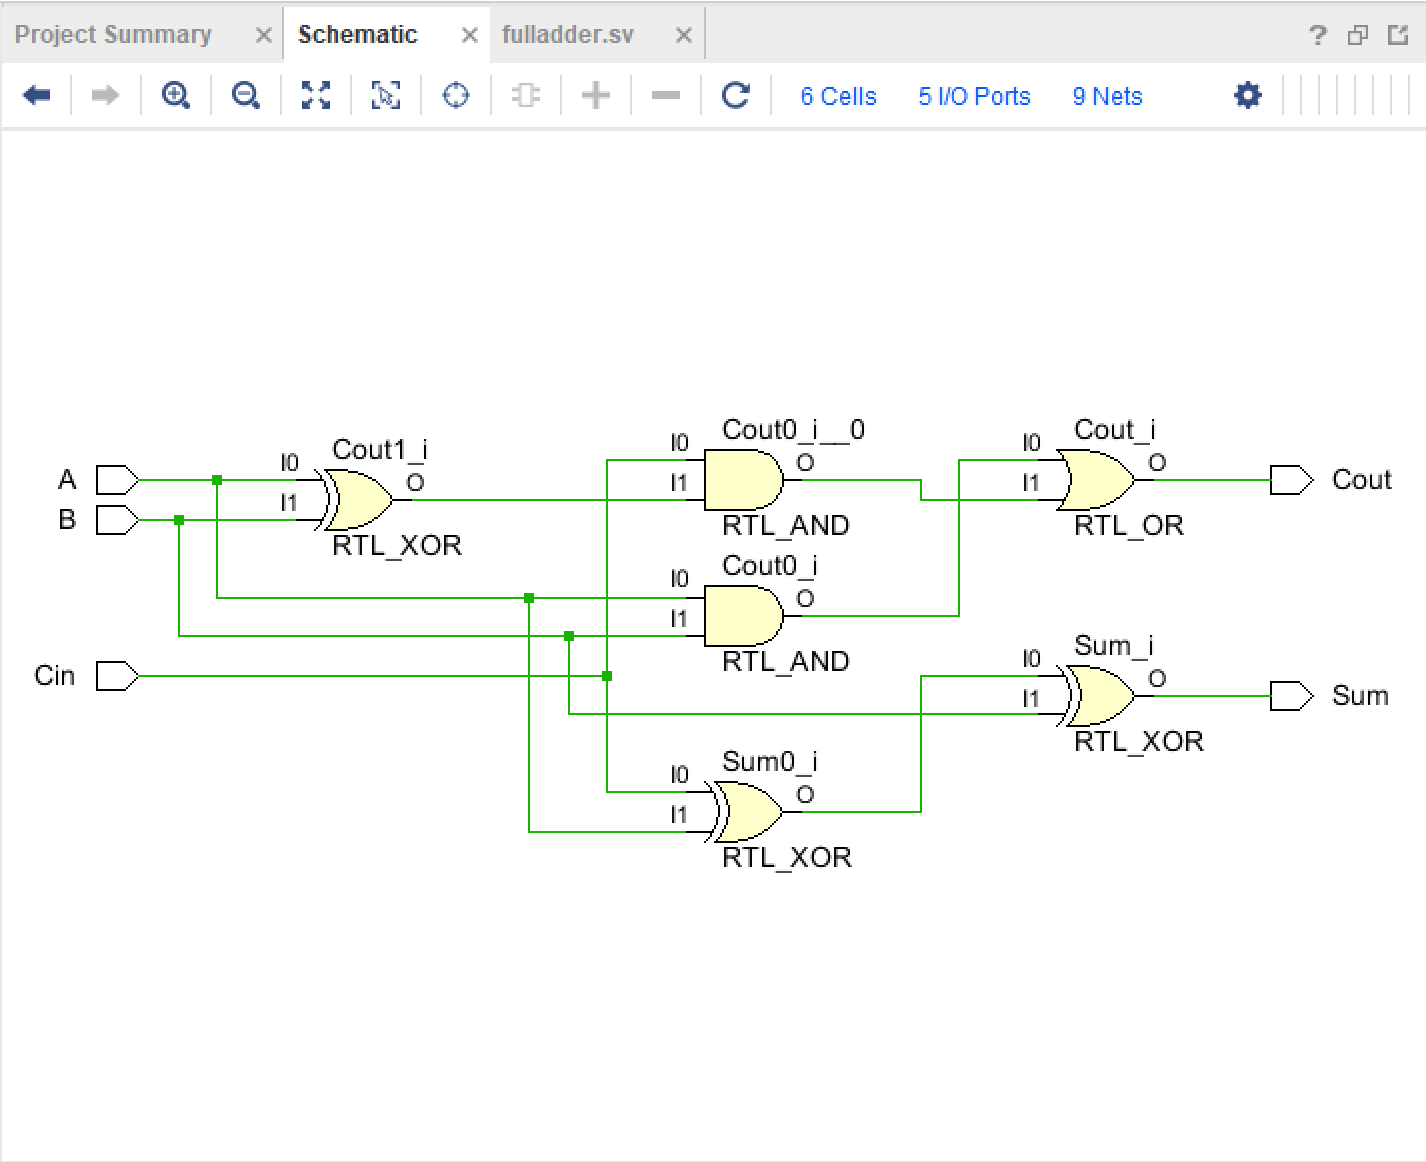 Project Summary
Schematic
fulladder.sv
?
6 Cells 5 I/O Ports 9 Nets
Cout0_i__0
Cout_i
Cout1_i
I0
I1
O
RTL_XOR
A
B
I0
I1
O
RTL_AND
I0
I1
O
RTL_OR
Cout
Cout0_i
I0
I1
O
RTL_AND
Cin
Sum_i
I0
I1
O
RTL_XOR
Sum
Sum0_i
I0
I1
O
RTL_XOR